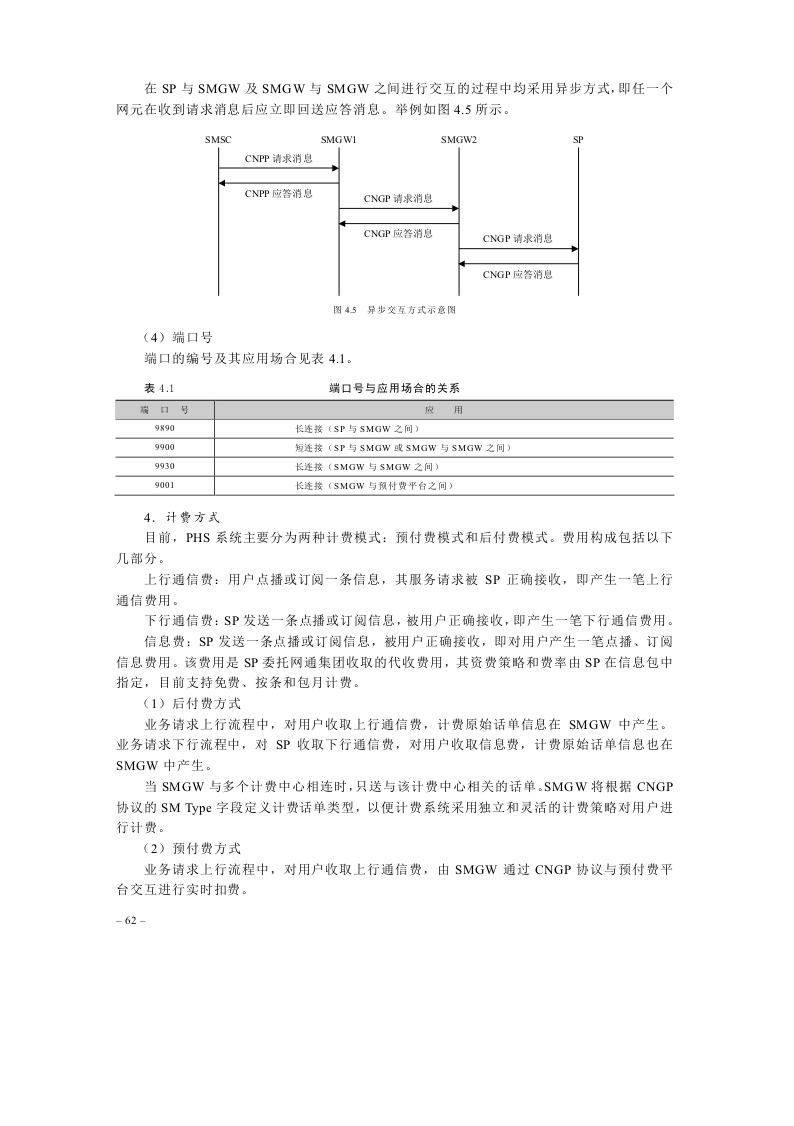 在 SP 与 SMGW 及 SMGW 与 SMGW 之间进行交互的过程中均采用异步方式，即任一个
网元在收到请求消息后应立即回送应答消息。举例如图 4.5 所示。
SMSC SMGW1 SMGW2 SP
CNPP 请求消息
CNPP 应答消息
CNGP 请求消息
CNGP 应答消息
CNGP 请求消息
CNGP 应答消息
图 4.5 异步交互方式示意图
（4）端口号
端口的编号及其应用场合见表 4.1。
表 4.1 端口号与应用场合的关系
端 口 号 应 用
9890 长连接（SP 与 SMGW 之间）
9900 短连接（SP 与 SMGW 或 SMGW 与 SMGW 之间）
9930 长连接（SMGW 与 SMGW 之间）
9001 长连接（SMGW 与预付费平台之间）
4．计费方式
目前，PHS 系统主要分为两种计费模式：预付费模式和后付费模式。费用构成包括以下
几部分。
上行通信费：用户点播或订阅一条信息，其服务请求被 SP 正确接收，即产生一笔上行
通信费用。
下行通信费：SP 发送一条点播或订阅信息，被用户正确接收，即产生一笔下行通信费用。
信息费：SP 发送一条点播或订阅信息，被用户正确接收，即对用户产生一笔点播、订阅
信息费用。该费用是 SP 委托网通集团收取的代收费用，其资费策略和费率由 SP 在信息包中
指定，目前支持免费、按条和包月计费。
（1）后付费方式
业务请求上行流程中，对用户收取上行通信费，计费原始话单信息在 SMGW 中产生。
业务请求下行流程中，对 SP 收取下行通信费，对用户收取信息费，计费原始话单信息也在
SMGW 中产生。
当 SMGW 与多个计费中心相连时，只送与该计费中心相关的话单。SMGW 将根据 CNGP
协议的 SM Type 字段定义计费话单类型，以便计费系统采用独立和灵活的计费策略对用户进
行计费。
（2）预付费方式
业务请求上行流程中，对用户收取上行通信费，由 SMGW 通过 CNGP 协议与预付费平
台交互进行实时扣费。
– 62 –